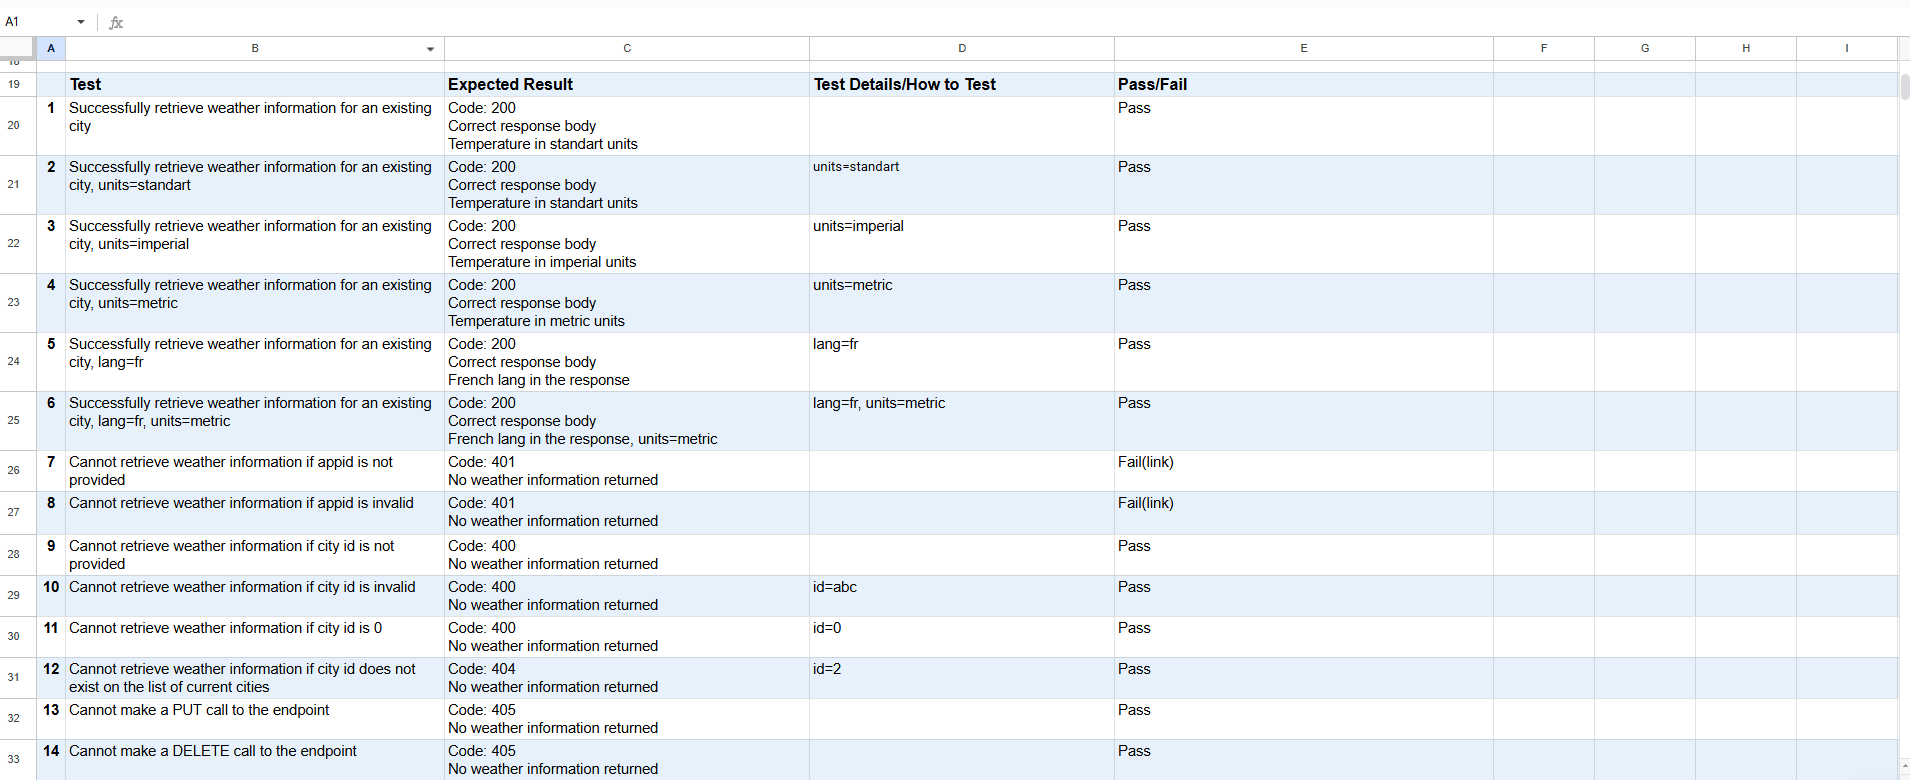 A1 fx
A B C D E F G H I
19 Test Expected Result Test Details/How to Test Pass/Fail
20 1 Successfully retrieve weather information for an existing city Code: 200 Pass
Correct response body
Temperature in standart units
21 2 Successfully retrieve weather information for an existing city, units=standart Code: 200 units=standart Pass
Correct response body
Temperature in standart units
22 3 Successfully retrieve weather information for an existing city, units=imperial Code: 200 units=imperial Pass
Correct response body
Temperature in imperial units
23 4 Successfully retrieve weather information for an existing city, units=metric Code: 200 units=metric Pass
Correct response body
Temperature in metric units
24 5 Successfully retrieve weather information for an existing city, lang=fr Code: 200 lang=fr Pass
Correct response body
French lang in the response
25 6 Successfully retrieve weather information for an existing city, lang=fr, units=metric Code: 200 lang=fr, units=metric Pass
Correct response body
French lang in the response, units=metric
26 7 Cannot retrieve weather information if appid is not provided Code: 401 Fail(link)
No weather information returned
27 8 Cannot retrieve weather information if appid is invalid Code: 401 Fail(link)
No weather information returned
28 9 Cannot retrieve weather information if city id is not provided Code: 400 Pass
No weather information returned
29 10 Cannot retrieve weather information if city id is invalid Code: 400 id=abc Pass
No weather information returned
30 11 Cannot retrieve weather information if city id is 0 Code: 400 id=0 Pass
No weather information returned
31 12 Cannot retrieve weather information if city id does not exist on the list of current cities Code: 404 id=2 Pass
No weather information returned
32 13 Cannot make a PUT call to the endpoint Code: 405 Pass
No weather information returned
33 14 Cannot make a DELETE call to the endpoint Code: 405 Pass
No weather information returned